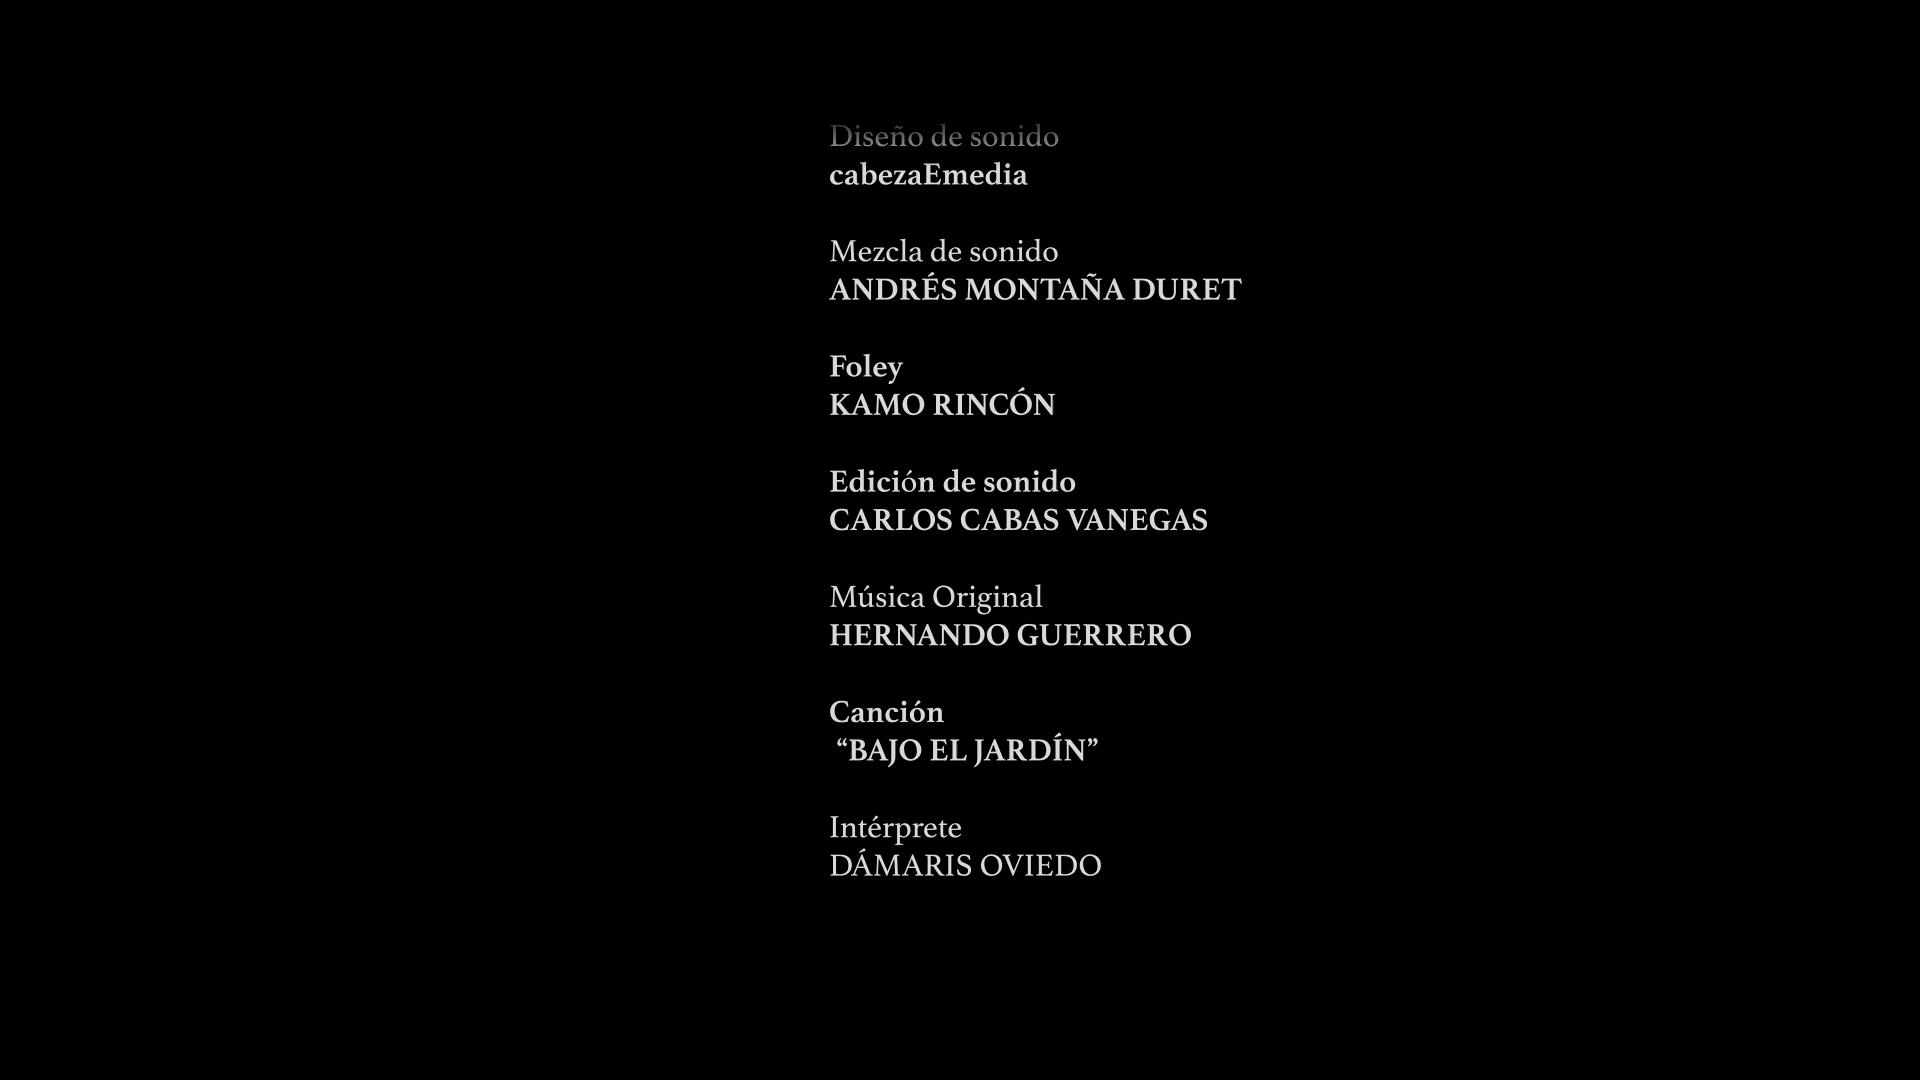 Diseño de sonido
cabezaEmedia
Mezcla de sonido
ANDRÉS MONTAÑA DURET
Foley
KAMO RINCÓN
Edición de sonido
CARLOS CABAS VANEGAS
Música Original
HERNANDO GUERRERO
Canción
“BAJO EL JARDÍN”
Intérprete
DÁMARIS OVIEDO